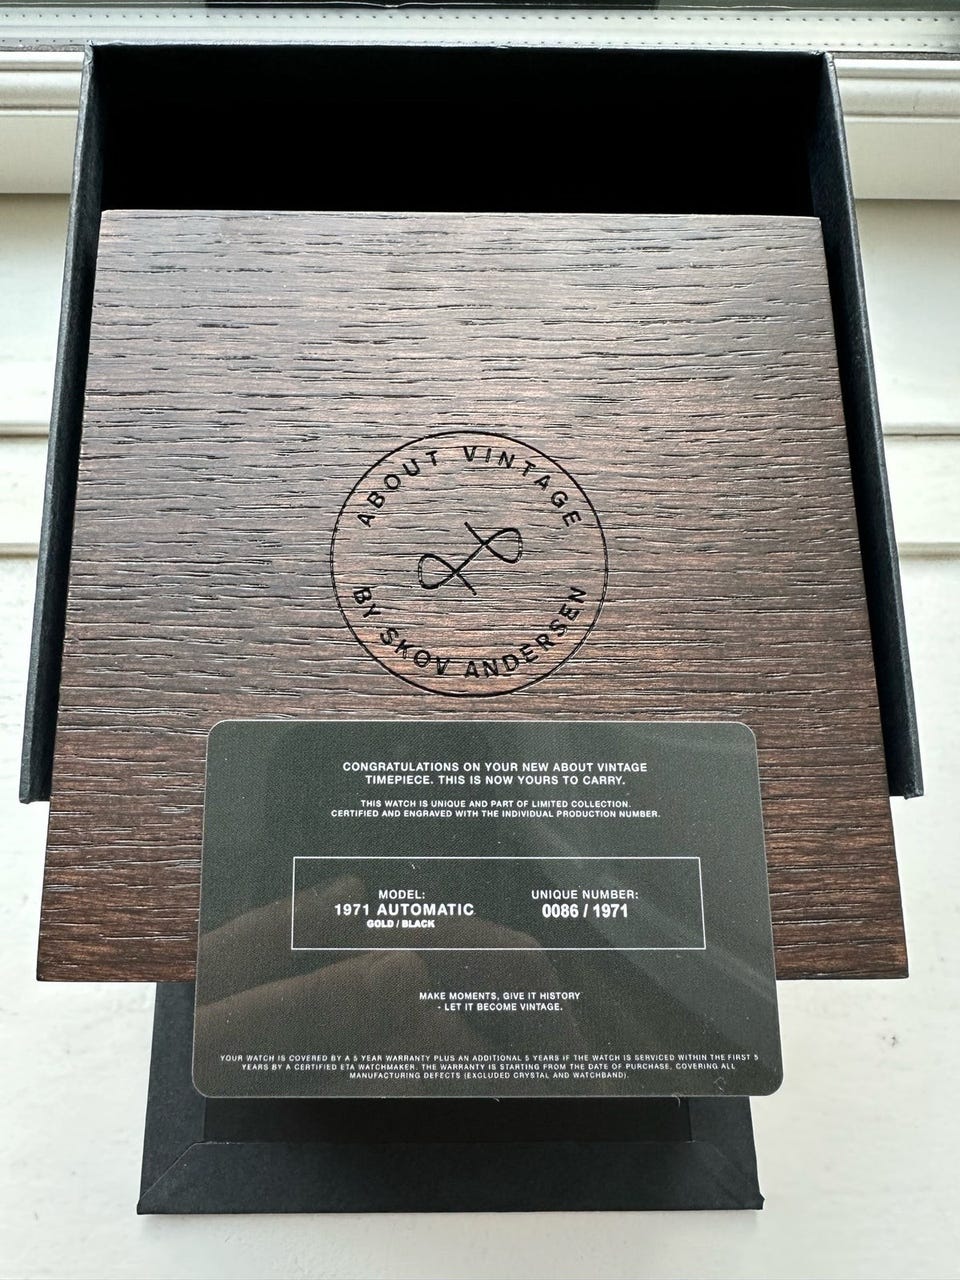 ABOUT VINTAGE
BY SKOV ANDERSEN
CONGRATULATIONS ON YOUR NEW ABOUT VINTAGE
TIMEPIECE. THIS IS NOW YOURS TO CARRY.
THIS WATCH IS UNIQUE AND PART OF LIMITED COLLECTION.
CERTIFIED AND ENGRAVED WITH THE INDIVIDUAL PRODUCTION NUMBER.
MODEL:
1971 AUTOMATIC
GOLD / BLACK
UNIQUE NUMBER:
0086 / 1971
MAKE MOMENTS, GIVE IT HISTORY
- LET IT BECOME VINTAGE.
YOUR WATCH IS COVERED BY A 5 YEAR WARRANTY PLUS AN ADDITIONAL 5 YEARS IF THE WATCH IS SERVICED WITHIN THE FIRST 5
YEARS BY A CERTIFIED ETA WATCHMAKER. THE WARRANTY IS STARTING FROM THE DATE OF PURCHASE, COVERING ALL
MANUFACTURING DEFECTS (EXCLUDED CRYSTAL AND WATCHBAND).